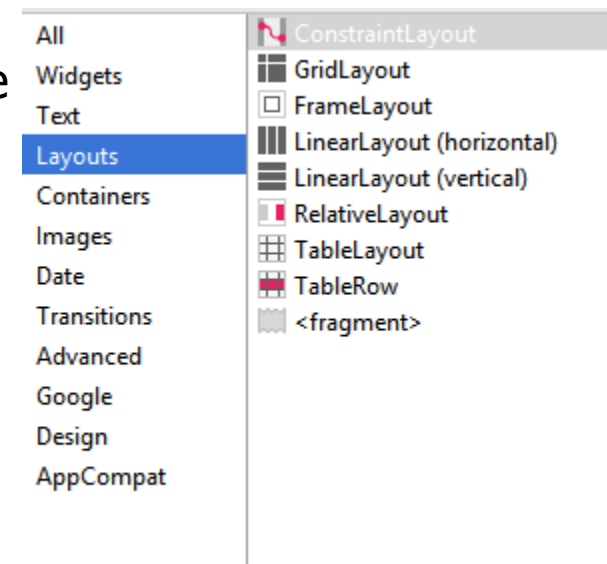 e
All
Widgets
Text
Layouts
Containers
Images
Date
Transitions
Advanced
Google
Design
AppCompat
ConstraintLayout
GridLayout
FrameLayout
LinearLayout (horizontal)
LinearLayout (vertical)
RelativeLayout
TableLayout
TableRow
<fragment>